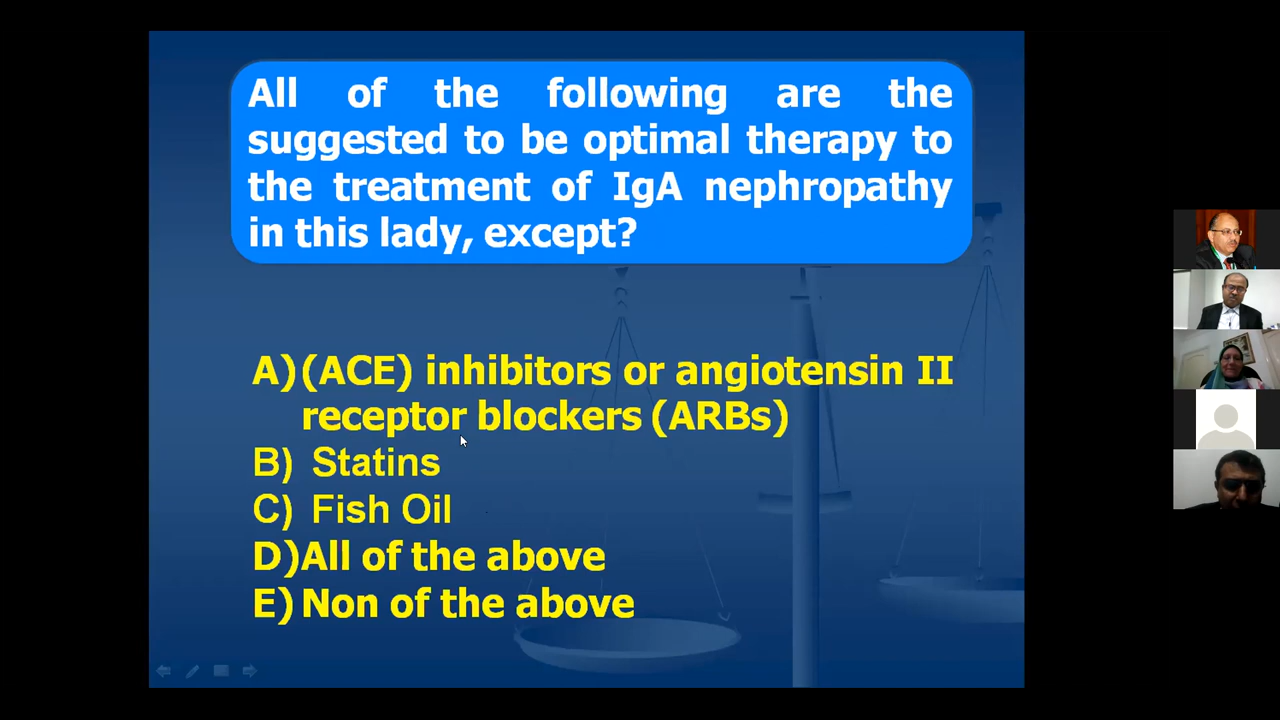 All of the following are the
suggested to be optimal therapy to
the treatment of IgA nephropathy
in this lady, except?
A) (ACE) inhibitors or angiotensin II
receptor blockers (ARBs)
B) Statins
C) Fish Oil
D) All of the above
E) Non of the above